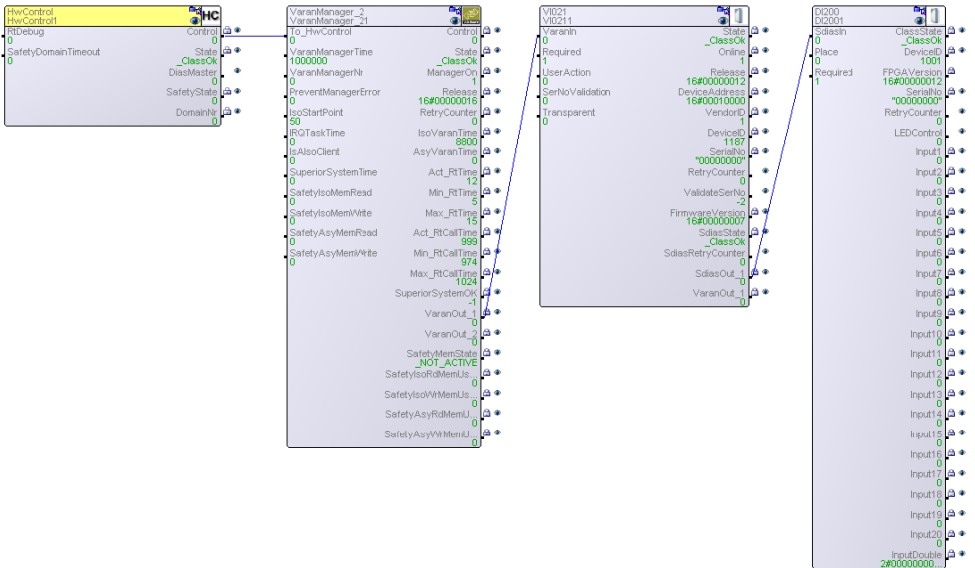 HwControl
HwControl1
HC
RtDebug Control
0 0
SafetyDomainTimeout State
0 _ClassOk
DiasMaster
0
SafetyState
0
DomainNr
0
VaranManager_2
VaranManager_21
To_HwControl Control
0 0
VaranManagerTime State
1000000 _ClassOk
VaranManagerNr ManagerOn
0 1
PreventManagerError Release
0 16#00000016
IsoStartPoint RetryCounter
50 0
IRQTaskTime IsoVaranTime
0 8800
IsAlsoClient AsyVaranTime
0 0
SuperiorSystemTime Act_RtTime
0 12
SafetyIsoMemRead Min_RtTime
0 5
SafetyIsoMemWrite Max_RtTime
0 15
SafetyAsyMemRead Act_RtCallTime
0 999
SafetyAsyMemWrite Min_RtCallTime
0 974
Max_RtCallTime
1024
SuperiorSystemOK
-1
VaranOut_1
0
VaranOut_2
0
SafetyMemState
_NOT_ACTIVE
SafetyIsoRdMemUs...
0
SafetyIsoWrMemUs...
0
SafetyAsyRdMemU...
0
SafetyAsyWrMemU...
0
VI021
VI0211
VaranIn State
0 _ClassOk
Required Online
1 1
UserAction Release
0 16#00000012
SerNoValidation DeviceAddress
0 16#00010000
Transparent VendorID
0 1
DeviceID
1187
SerialNo
"00000000"
RetryCounter
0
ValidateSerNo
-2
FirmwareVersion
16#00000007
SdiasState
_ClassOk
SdiasRetryCounter
0
SdiasOut_1
0
VaranOut_1
0
DI200
DI2001
SdiasIn ClassState
0 _ClassOk
Place DeviceID
0 1001
Required FPGAVersion
1 16#00000012
SerialNo
"00000000"
RetryCounter
0
LEDControl
0
Input1
0
Input2
0
Input3
0
Input4
0
Input5
0
Input6
0
Input7
0
Input8
0
Input9
0
Input10
0
Input11
0
Input12
0
Input13
0
Input14
0
Input15
0
Input16
0
Input17
0
Input18
0
Input19
0
Input20
0
InputDouble
2#00000000...